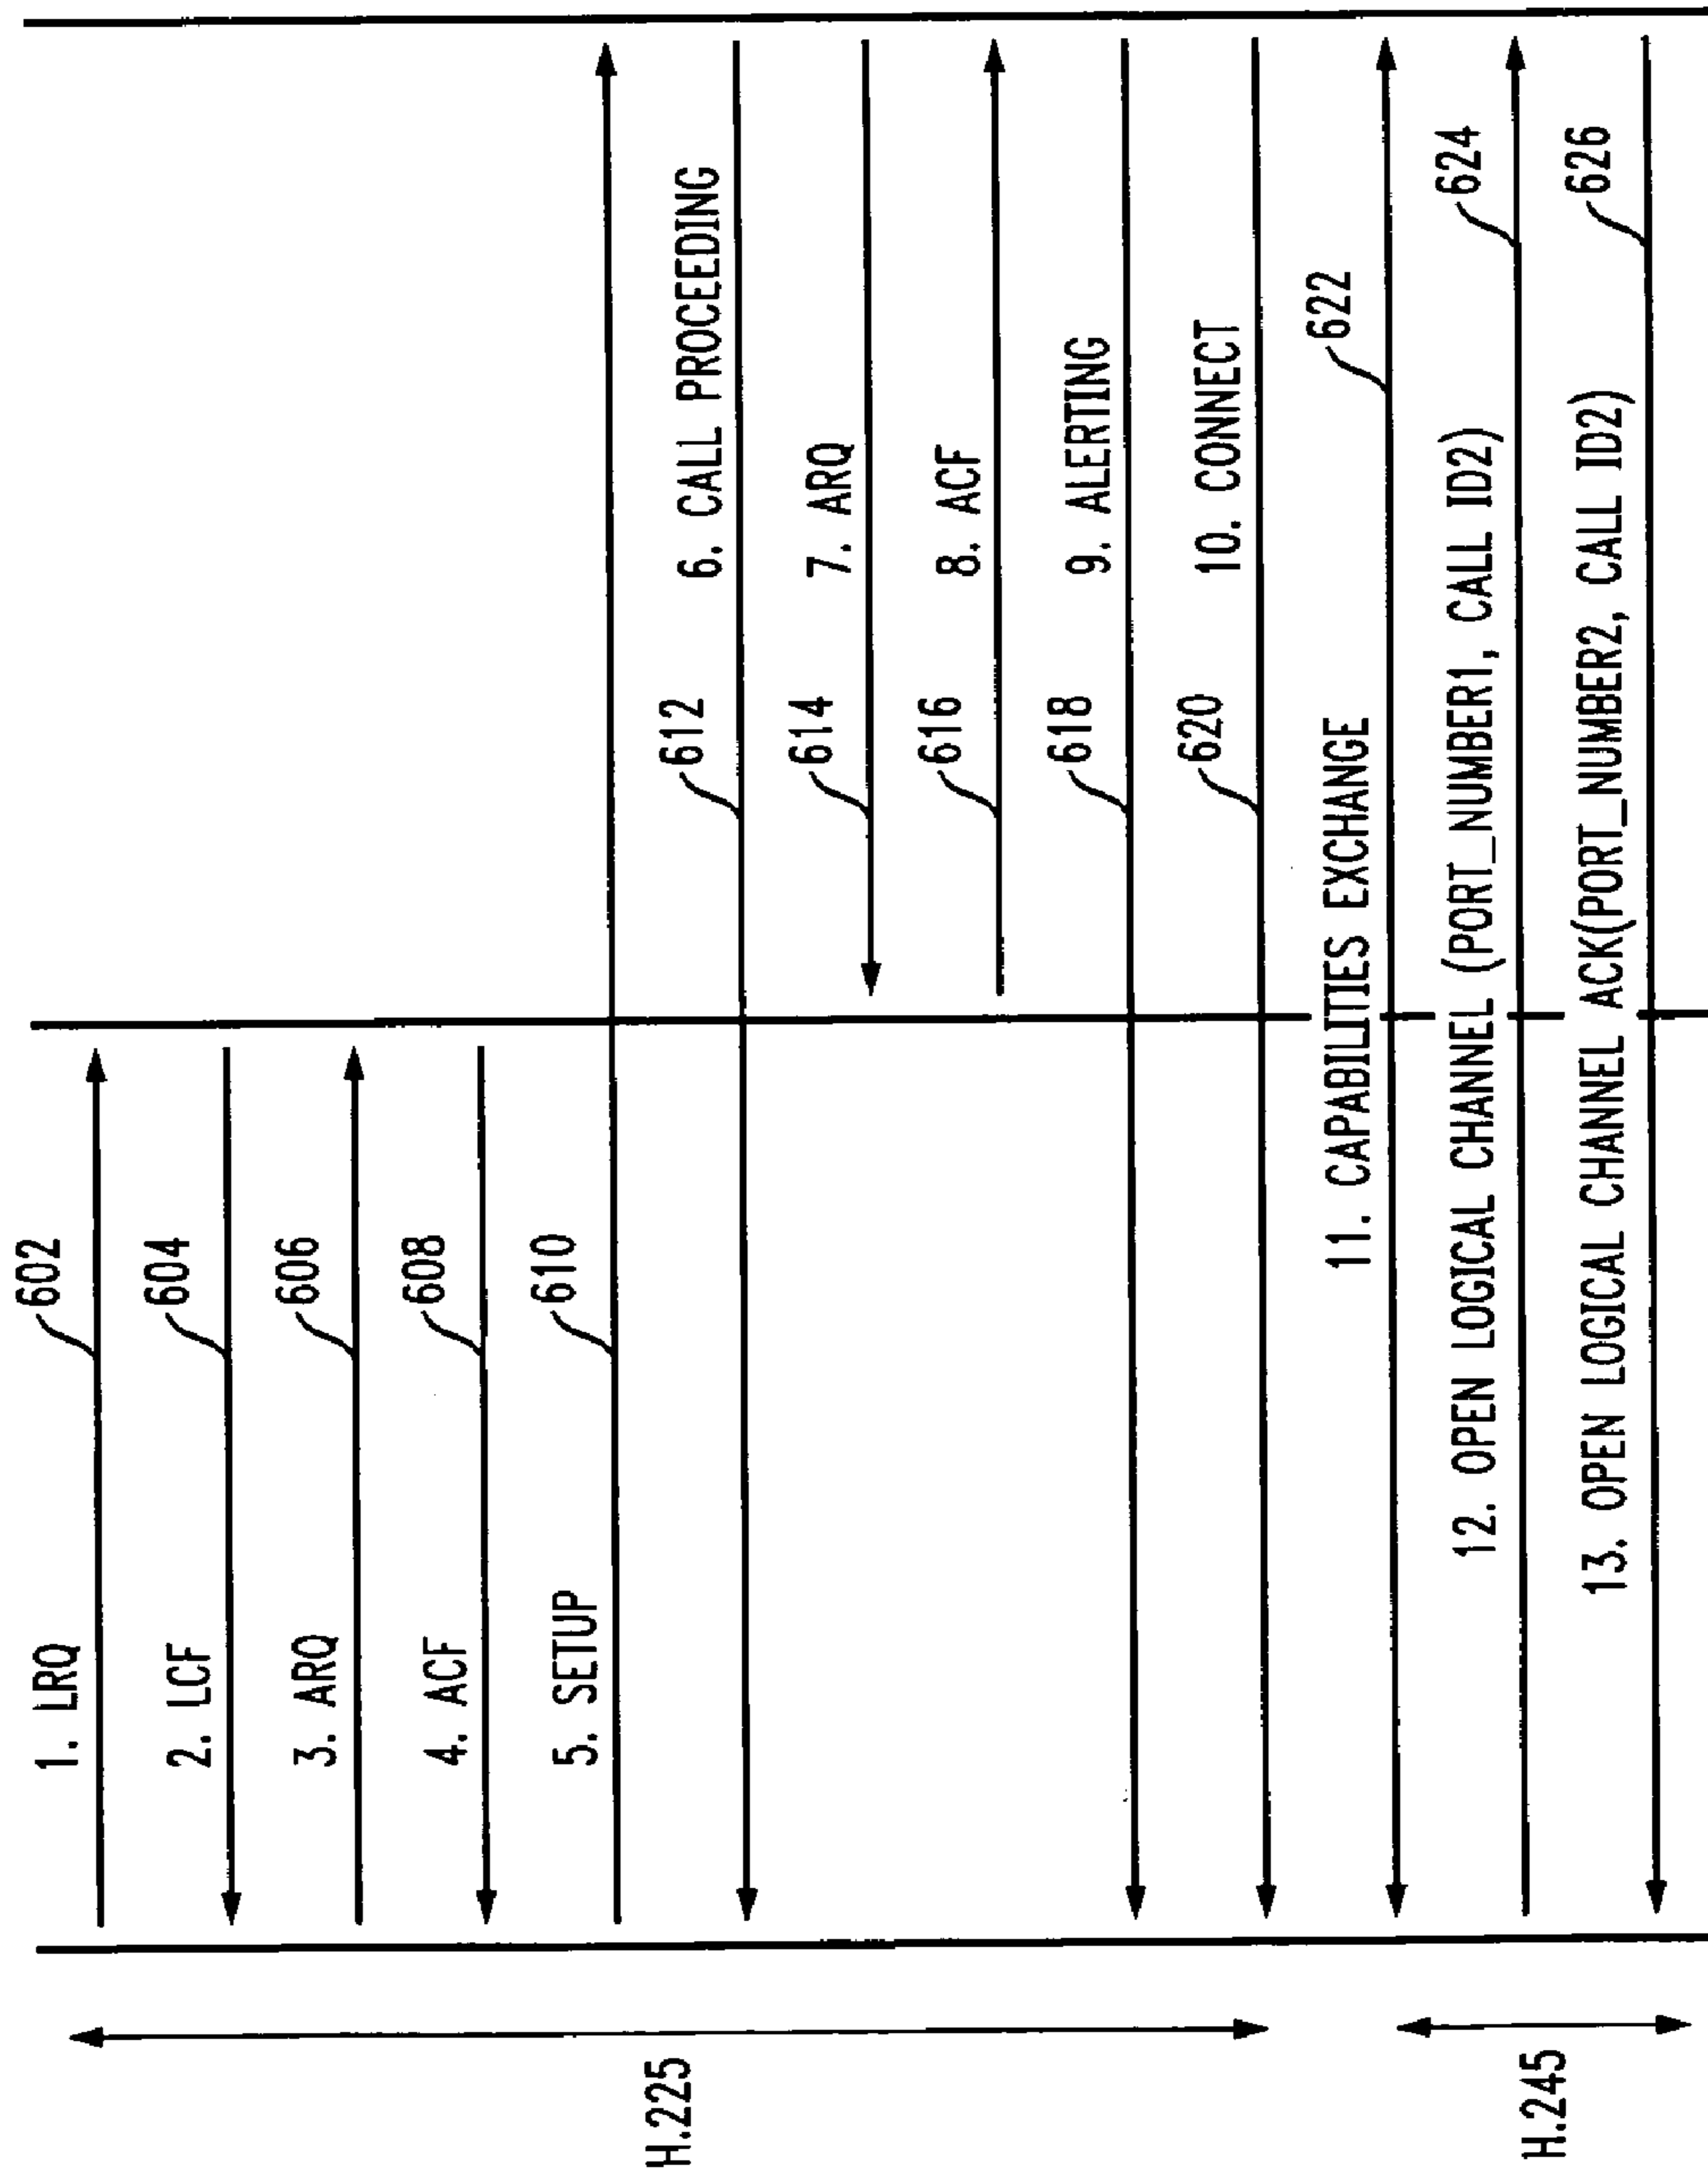 H.225
1. LRQ
602
2. LCF
604
3. ARQ
606
4. ACF
608
5. SETUP
610
612
6. CALL PROCEEDING
614
7. ARQ
616
8. ACF
618
9. ALERTING
620
10. CONNECT
H.245
11. CAPABILITIES EXCHANGE
622
12. OPEN LOGICAL CHANNEL (PORT_NUMBER1, CALL ID2)
624
13. OPEN LOGICAL CHANNEL ACK(PORT_NUMBER2, CALL ID2)
626